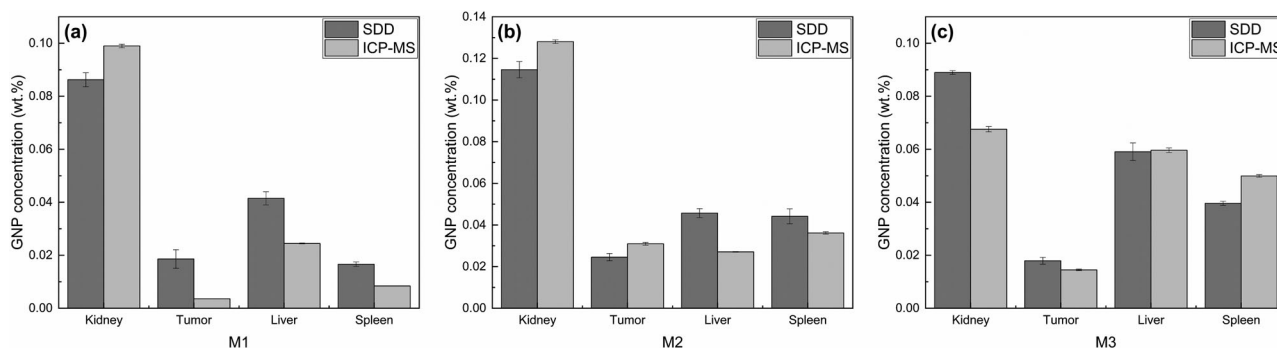 (a)
SDD
ICP-MS
GNP concentration (wt.%)
0.10
0.08
0.06
0.04
0.02
0.00
Kidney Tumor Liver Spleen
M1
(b)
SDD
ICP-MS
GNP concentration (wt.%)
0.14
0.12
0.10
0.08
0.06
0.04
0.02
0.00
Kidney Tumor Liver Spleen
M2
(c)
SDD
ICP-MS
GNP concentration (wt.%)
0.10
0.08
0.06
0.04
0.02
0.00
Kidney Tumor Liver Spleen
M3